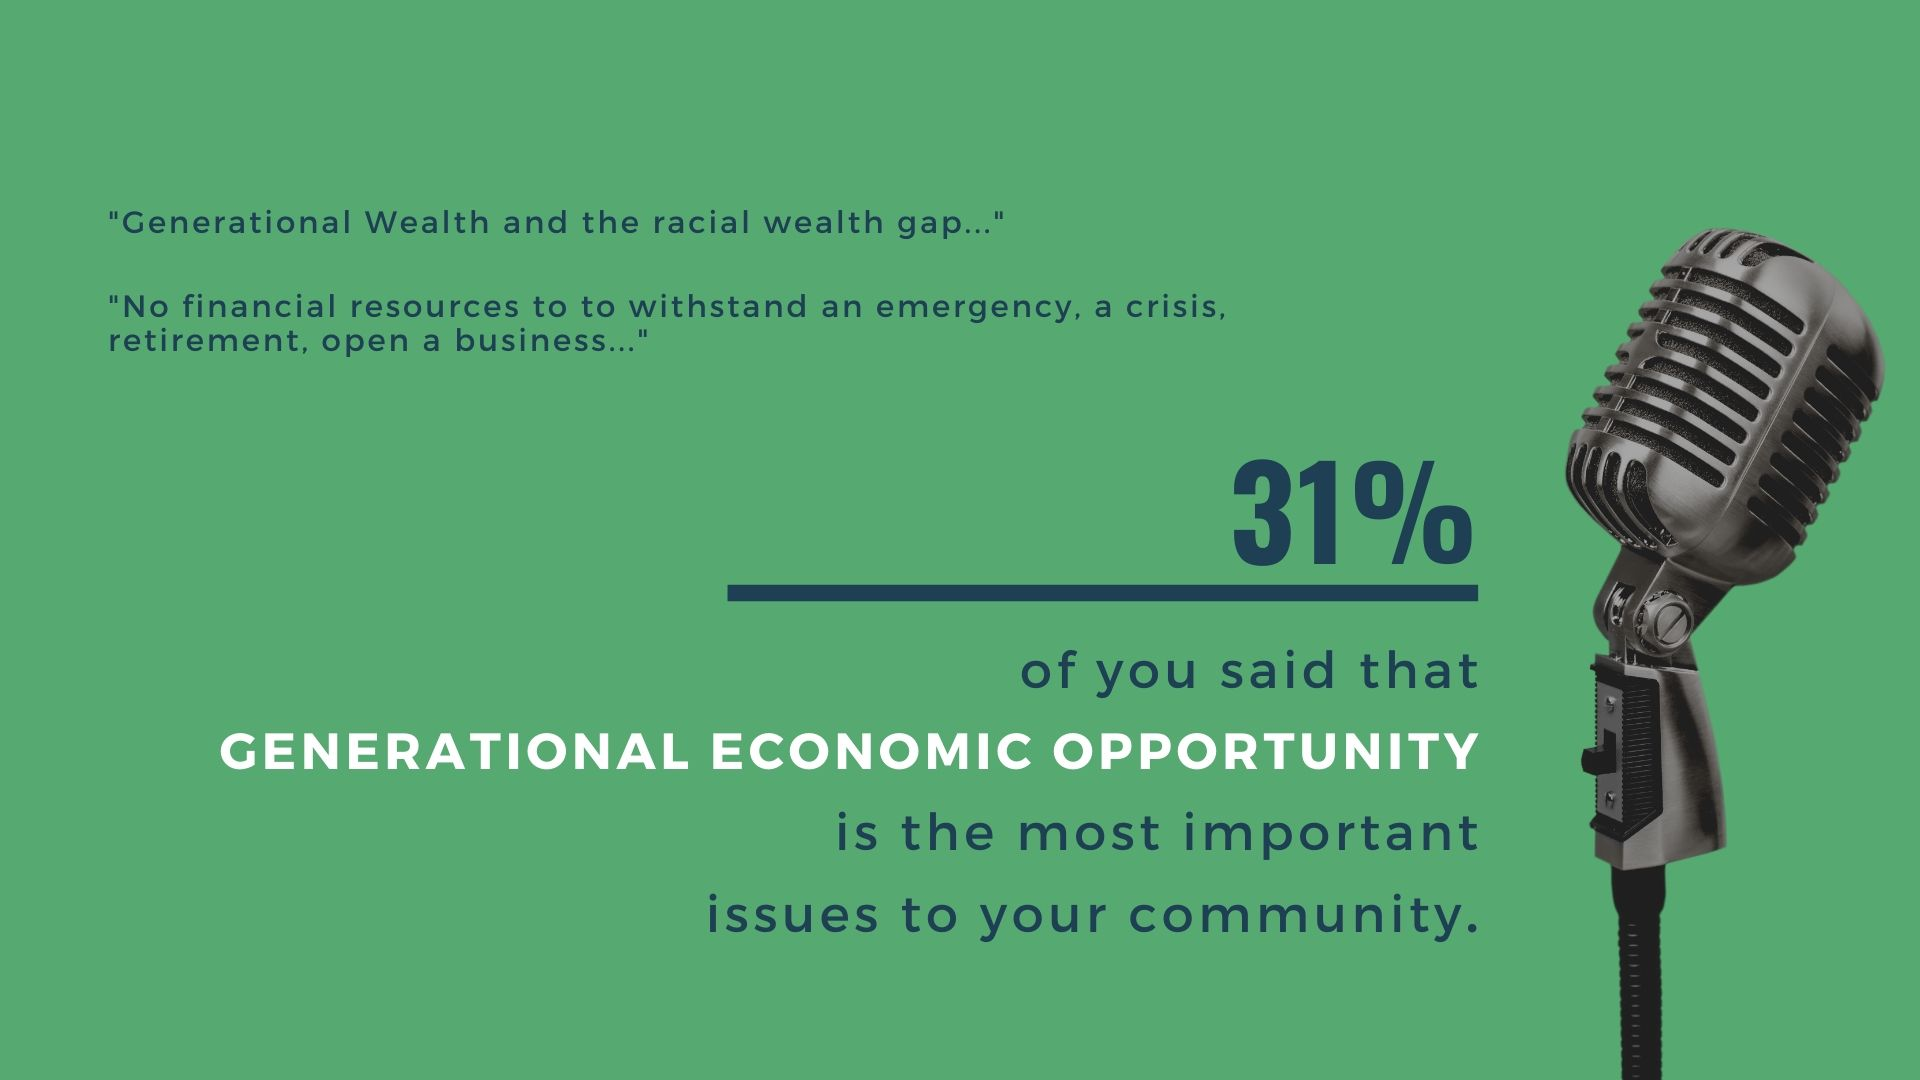 "Generational Wealth and the racial wealth gap..."
"No financial resources to to withstand an emergency, a crisis,
retirement, open a business..."
31%
of you said that
GENERATIONAL ECONOMIC OPPORTUNITY
is the most important
issues to your community.